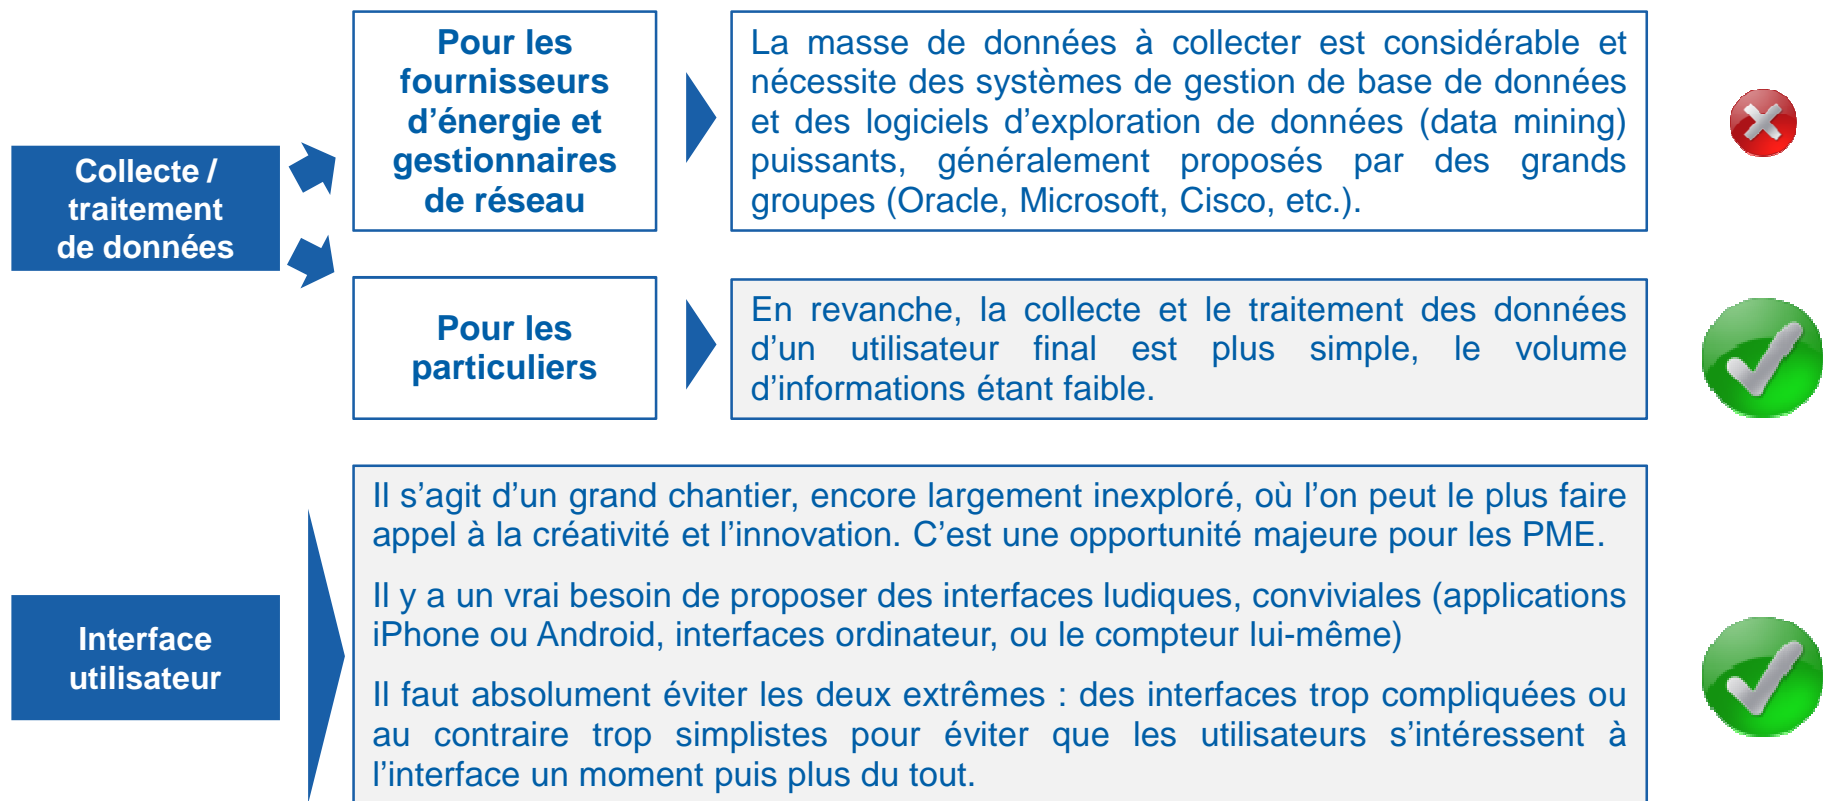 Collecte /
traitement
de données
Pour les
fournisseurs
d’énergie et
gestionnaires
de réseau
La masse de données à collecter est considérable et
nécessite des systèmes de gestion de base de données
et des logiciels d’exploration de données (data mining)
puissants, généralement proposés par des grands
groupes (Oracle, Microsoft, Cisco, etc.).
Pour les
particuliers
En revanche, la collecte et le traitement des données
d’un utilisateur final est plus simple, le volume
d’informations étant faible.
Interface
utilisateur
Il s’agit d’un grand chantier, encore largement inexploré, où l’on peut le plus faire
appel à la créativité et l’innovation. C’est une opportunité majeure pour les PME.
Il y a un vrai besoin de proposer des interfaces ludiques, conviviales (applications
iPhone ou Android, interfaces ordinateur, ou le compteur lui-même)
Il faut absolument éviter les deux extrêmes : des interfaces trop compliquées ou
au contraire trop simplistes pour éviter que les utilisateurs s’intéressent à
l’interface un moment puis plus du tout.